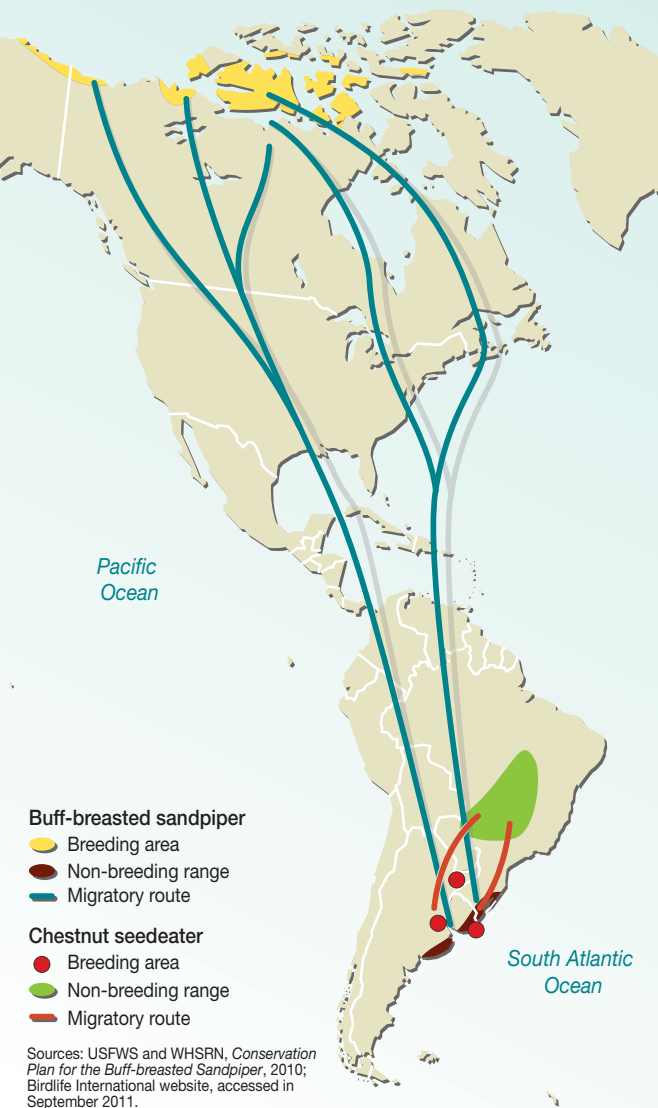 Pacific
Ocean
Buff-breasted sandpiper
Breeding area
Non-breeding range
Migratory route
Chestnut seedeater
Breeding area
Non-breeding range
Migratory route
South Atlantic
Ocean
Sources: USFWS and WHSRN, Conservation
Plan for the Buff-breasted Sandpiper, 2010;
Birdlife International website, accessed in
September 2011.